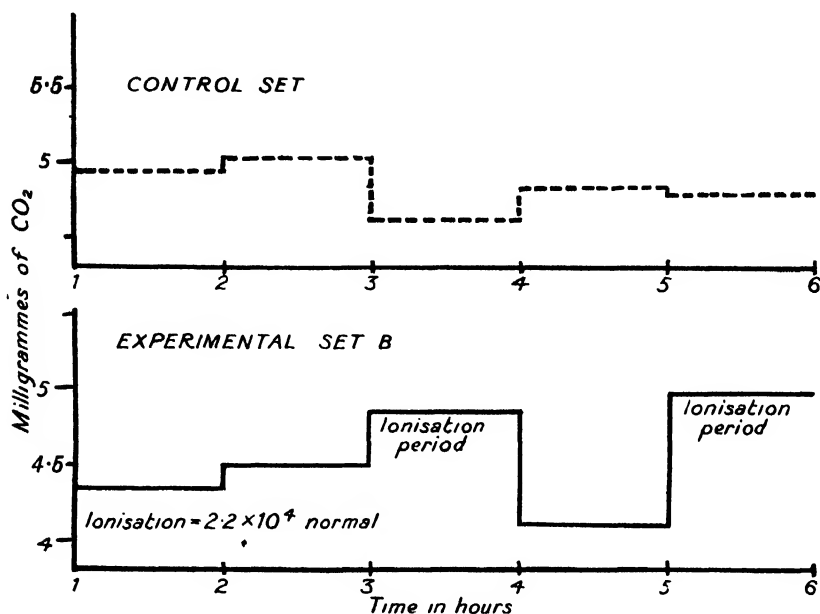 5·5
CONTROL SET
5
1 2 3 4 5 6
Milligrammes of CO₂
EXPERIMENTAL SET B
5
Ionisation period
Ionisation period
4·5
Ionisation = 2·2 × 10⁴ normal
4
1 2 3 4 5 6
Time in hours